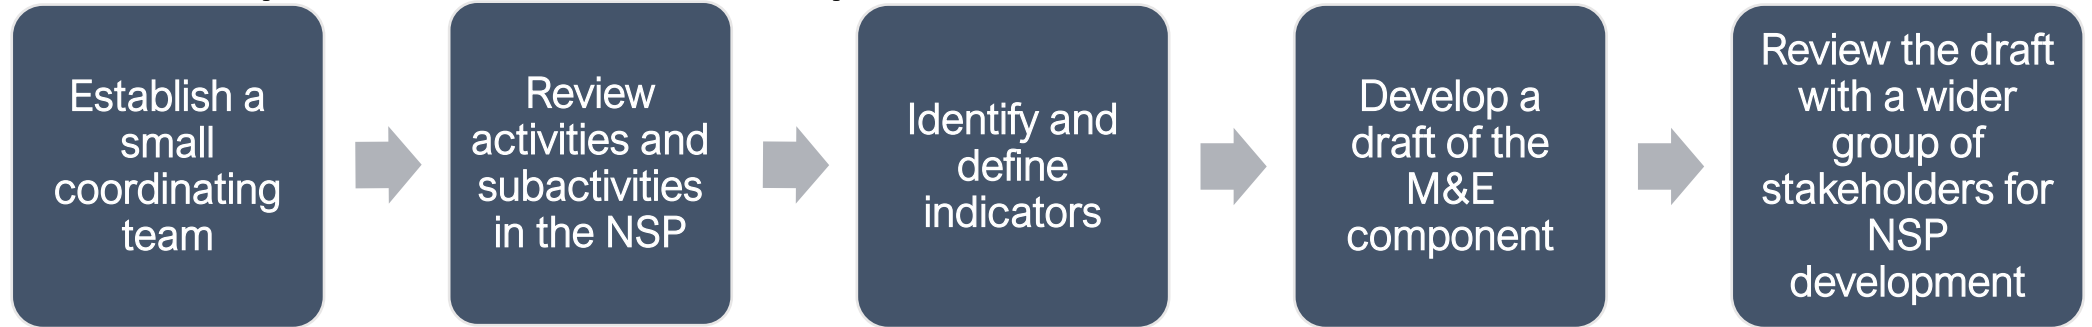 Establish a
small
coordinating
team
Review
activities and
subactivities
in the NSP
Identify and
define
indicators
Develop a
draft of the
M&E
component
Review the draft
with a wider
group of
stakeholders for
NSP
development